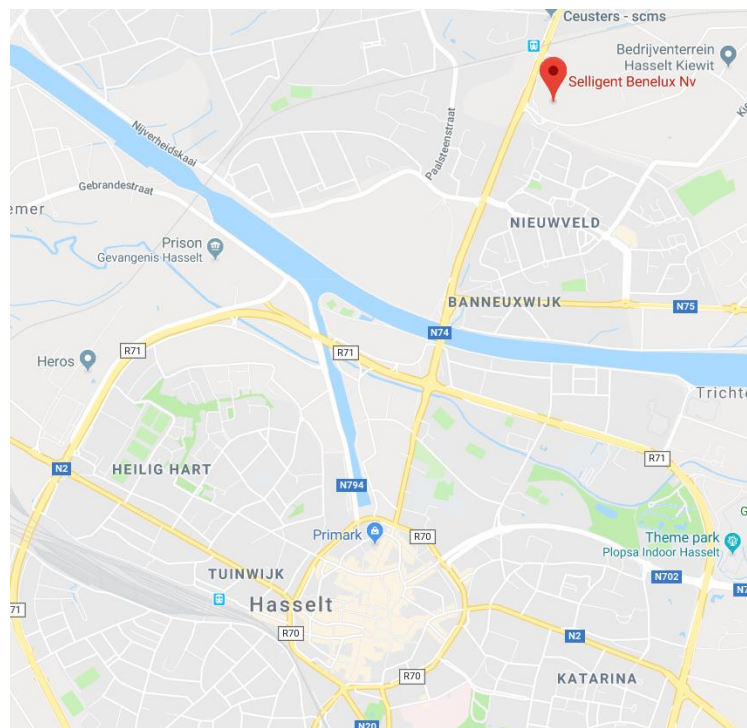 Ceusters - scms
Bedrijventerrein
Hasselt Kiewit
Selligent Benelux Nv
Nijverheidskaai
Paalsteenstraat
Gebrandestraat
emer
NIEUWVELD
Prison
Gevangenis Hasselt
BANNEUXWIJK
N75
N74
R71
R71
Heros
Trichte
R71
N2
HEILIG HART
N794
Primark
R70
Theme park
Plopsa Indoor Hasselt
TUINWIJK
N702
N7
Hasselt
71
R70
N2
R70
KATARINA
N20